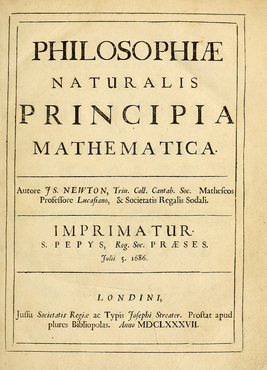 PHILOSOPHIÆ
NATURALIS
PRINCIPIA
MATHEMATICA.
Autore JS. NEWTON, Trin. Coll. Cantab. Soc. Matheseos
Professore Lucasiano, & Societatis Regalis Sodali.
IMPRIMATUR.
S. PEPYS, Reg. Soc. PRÆSES.
Julii 5. 1686.
LONDINI,
Jussu Societatis Regiæ ac Typis Josephi Streater. Prostat apud
plures Bibliopolas. Anno MDCLXXXVII.